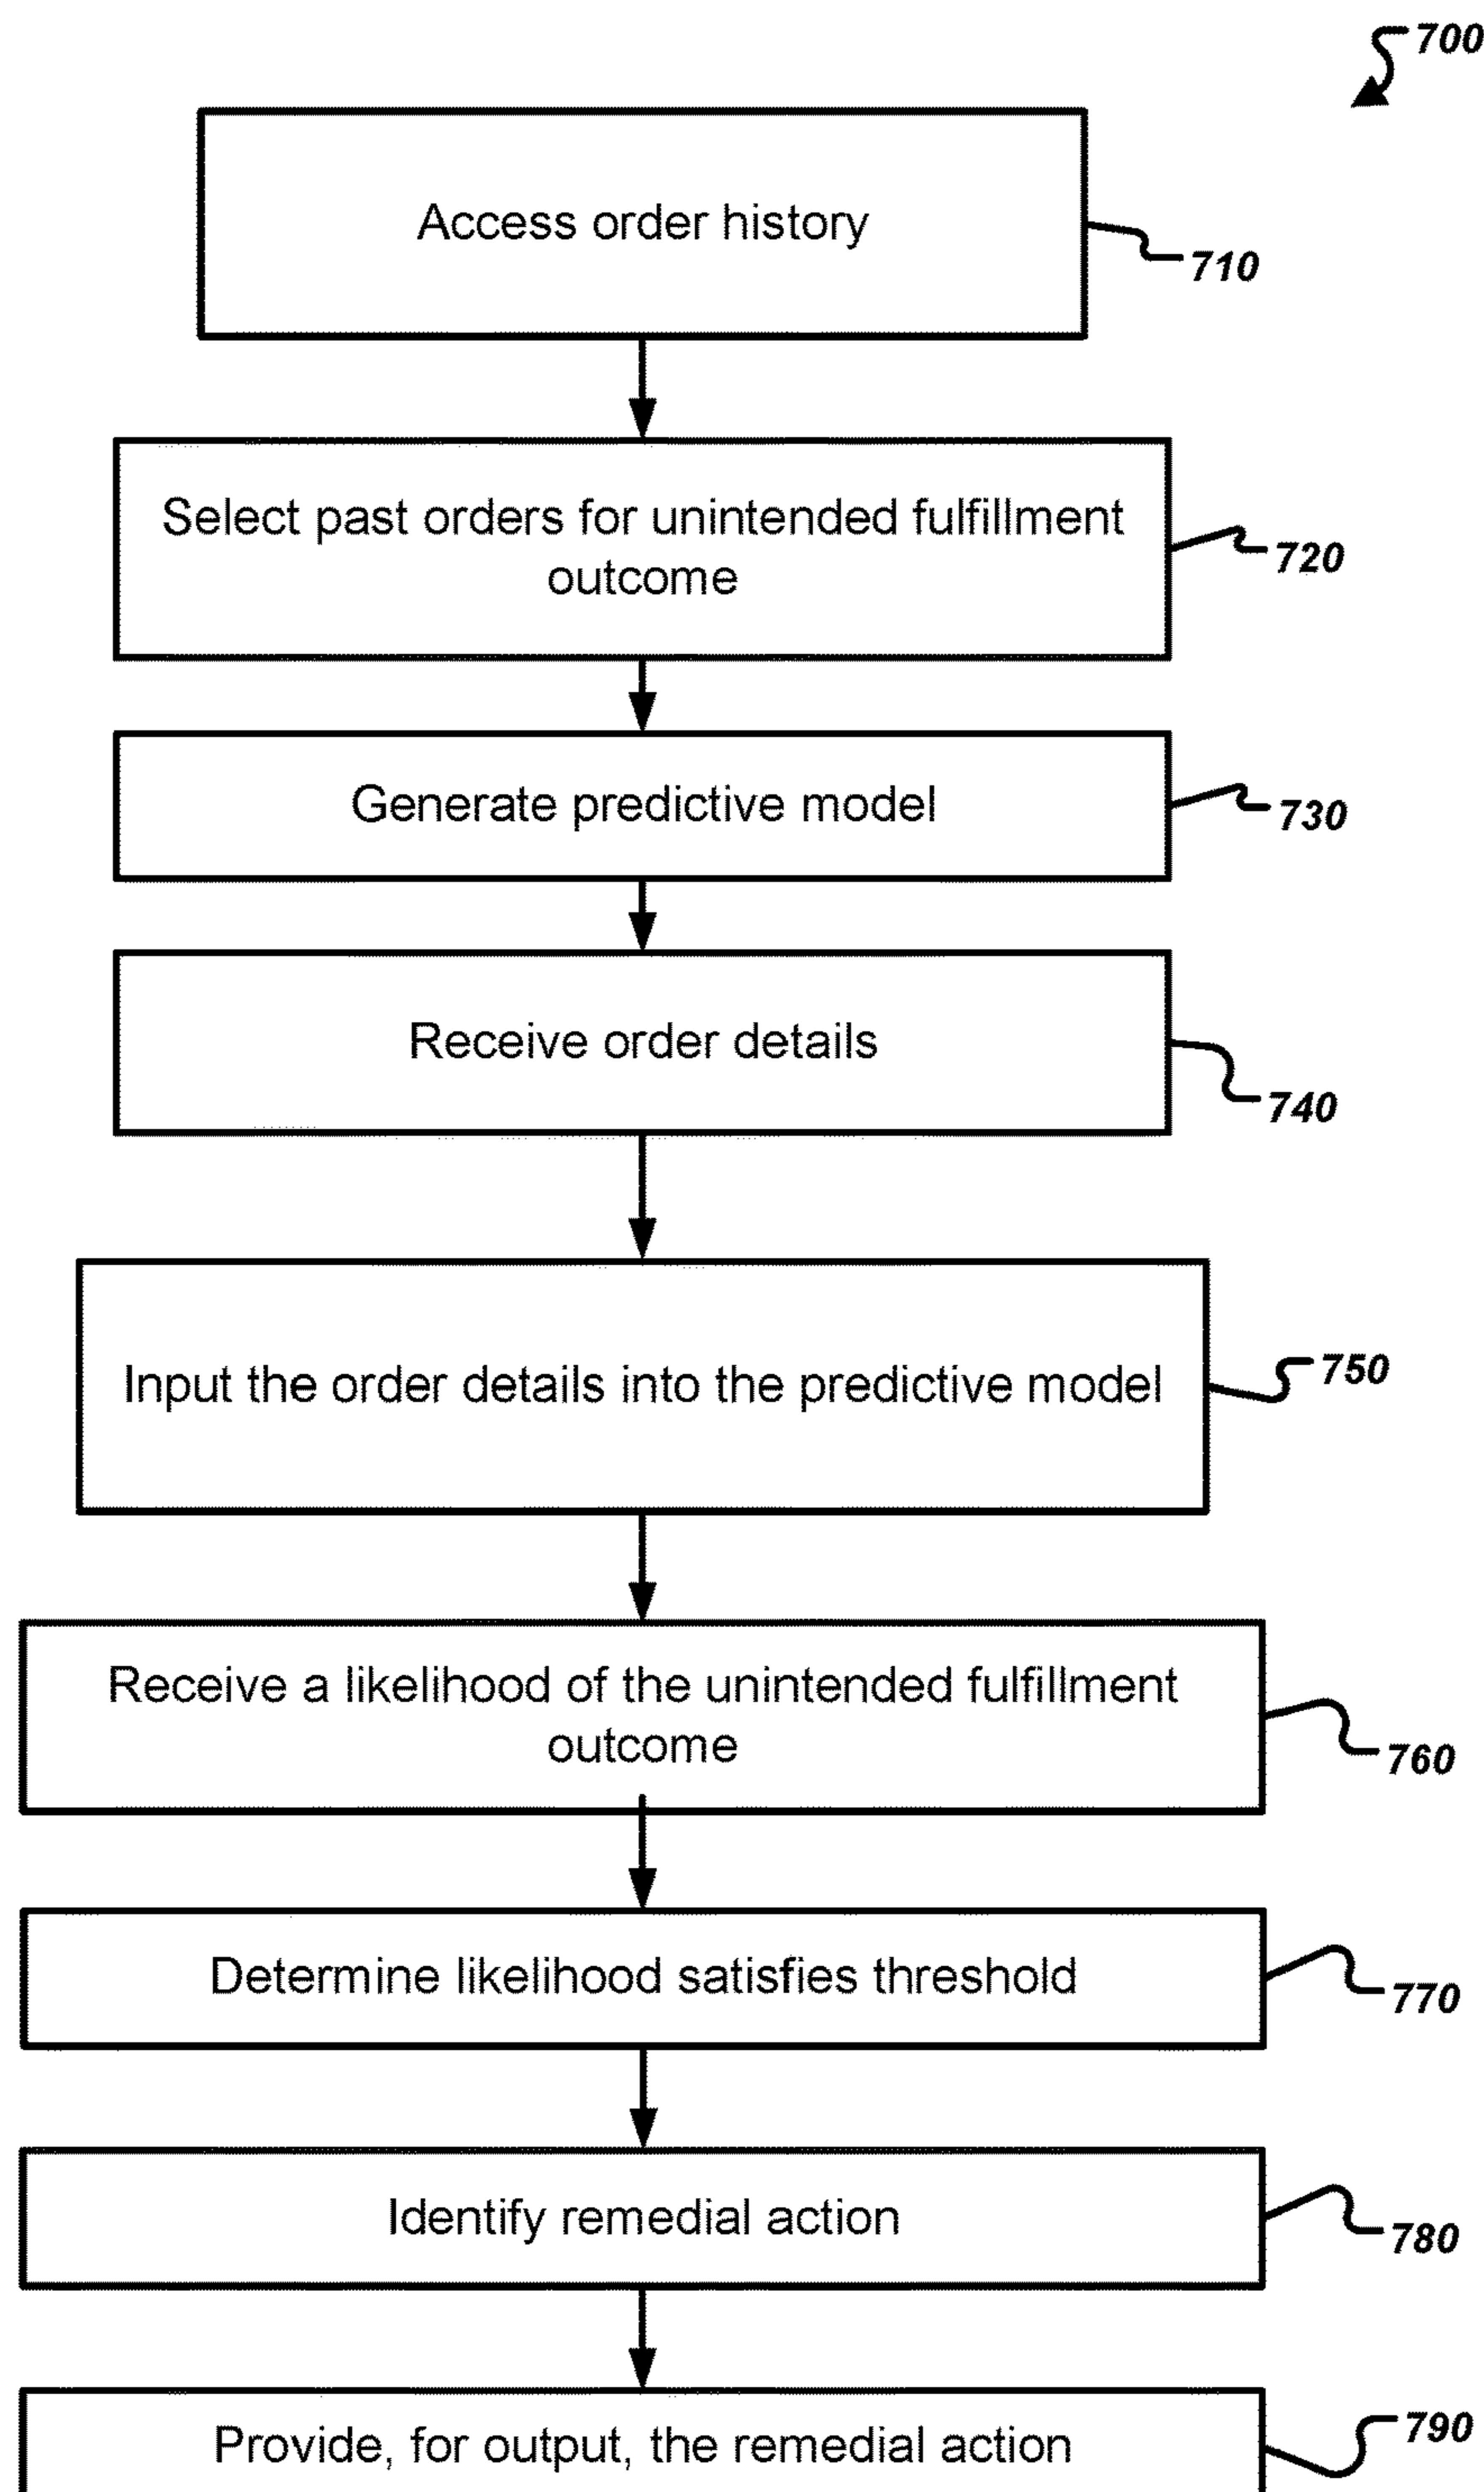 700
Access order history
710
Select past orders for unintended fulfillment
outcome
720
Generate predictive model
730
Receive order details
740
Input the order details into the predictive model
750
Receive a likelihood of the unintended fulfillment
outcome
760
Determine likelihood satisfies threshold
770
Identify remedial action
780
Provide, for output, the remedial action
790